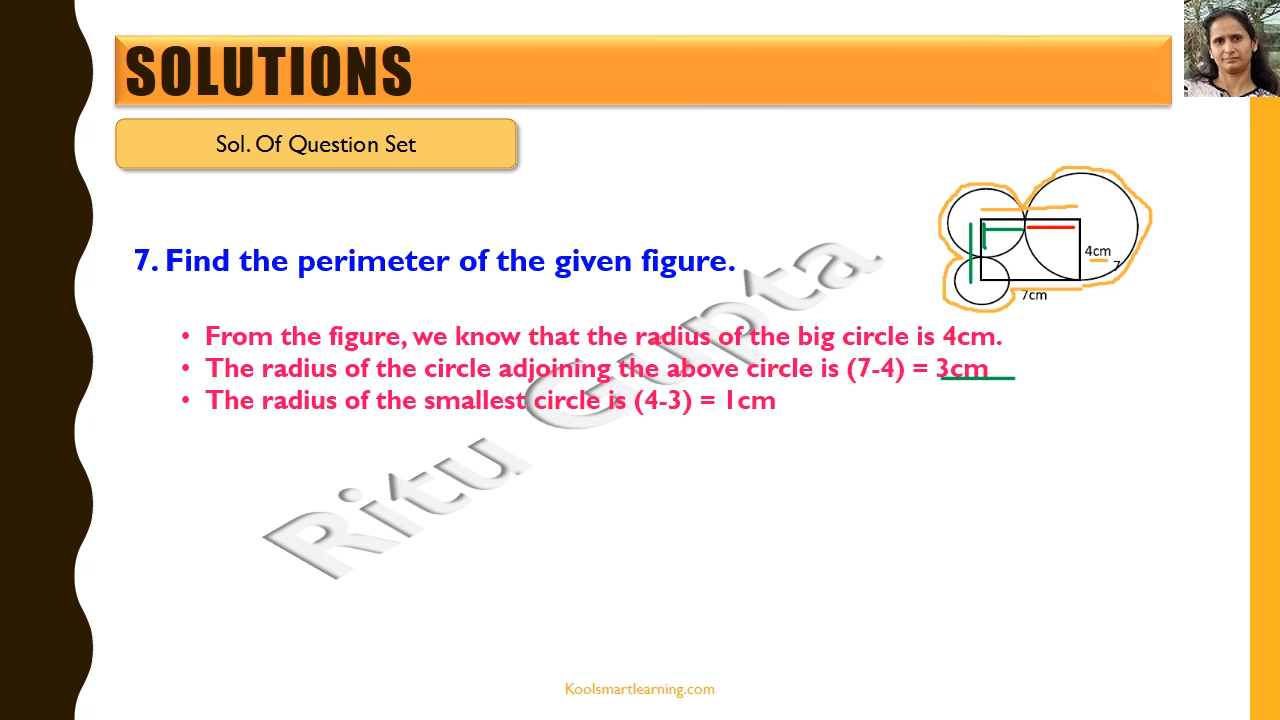 SOLUTIONS
Sol. Of Question Set
7. Find the perimeter of the given figure.
4cm
7
7cm
• From the figure, we know that the radius of the big circle is 4cm.
• The radius of the circle adjoining the above circle is (7-4) = 3cm
• The radius of the smallest circle is (4-3) = 1cm
Ritu Gupta
Koolsmartlearning.com